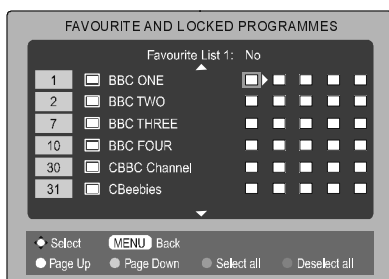 FAVOURITE AND LOCKED PROGRAMMES
Favourite List 1: No
1 BBC ONE
2 BBC TWO
7 BBC THREE
10 BBC FOUR
30 CBBC Channel
31 CBeebies
Select MENU Back
Page Up Page Down Select all Deselect all